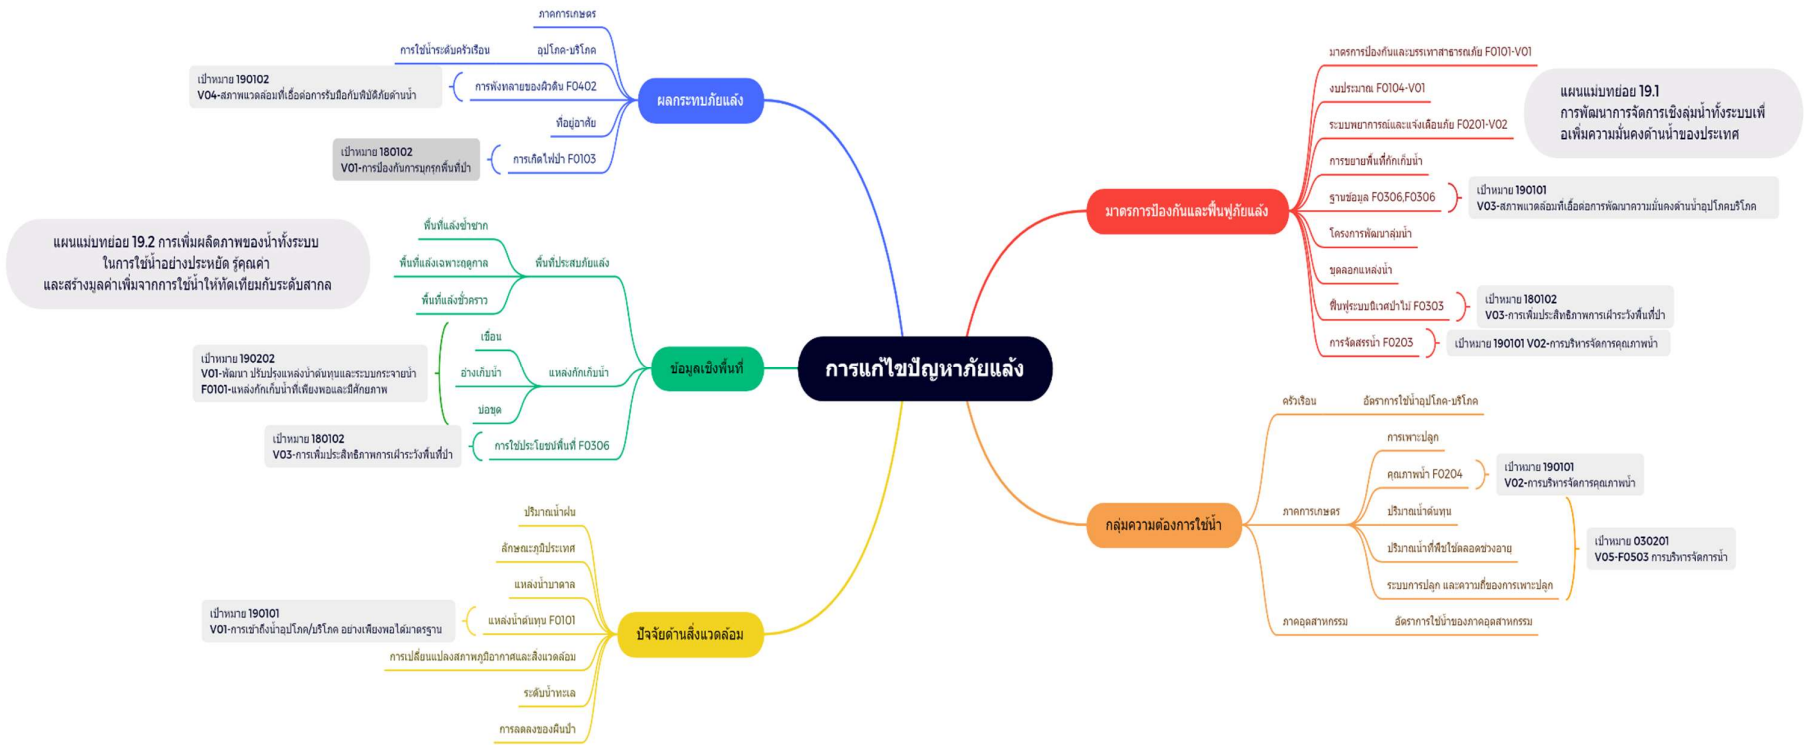 ภาคการเกษตร
การใช้น้ำระดับครัวเรือน
อุปโภค-บริโภค
เป้าหมาย 190102
V04-สภาพแวดล้อมที่เอื้อต่อการรับมือกับพิบัติภัยด้านน้ำ
การพังทลายของผิวดิน F0402
ที่อยู่อาศัย
เป้าหมาย 180102
V01-การป้องกันการบุกรุกพื้นที่ป่า
การเกิดไฟป่า F0103
ผลกระทบภัยแล้ง
แผนแม่บทย่อย 19.2 การเพิ่มผลิตภาพของน้ำทั้งระบบ
ในการใช้น้ำอย่างประหยัด รู้คุณค่า
และสร้างมูลค่าเพิ่มจากการใช้น้ำให้ทัดเทียมกับระดับสากล
พื้นที่แล้งซ้ำซาก
พื้นที่แล้งเฉพาะฤดูกาล
พื้นที่แล้งชั่วคราว
พื้นที่ประสบภัยแล้ง
เขื่อน
อ่างเก็บน้ำ
บ่อขุด
แหล่งกักเก็บน้ำ
เป้าหมาย 190202
V01-พัฒนา ปรับปรุงแหล่งน้ำต้นทุนและระบบกระจายน้ำ
F0101-แหล่งกักเก็บน้ำที่เพียงพอและมีศักยภาพ
เป้าหมาย 180102
V03-การเพิ่มประสิทธิภาพการเฝ้าระวังพื้นที่ป่า
การใช้ประโยชน์พื้นที่ F0306
ข้อมูลเชิงพื้นที่
ปริมาณน้ำฝน
ลักษณะภูมิประเทศ
แหล่งน้ำบาดาล
เป้าหมาย 190101
V01-การเข้าถึงน้ำอุปโภค/บริโภค อย่างเพียงพอได้มาตรฐาน
แหล่งน้ำต้นทุน F0101
การเปลี่ยนแปลงสภาพภูมิอากาศและสิ่งแวดล้อม
ระดับน้ำทะเล
การลดลงของผืนป่า
ปัจจัยด้านสิ่งแวดล้อม
การแก้ไขปัญหาภัยแล้ง
มาตรการป้องกันและฟื้นฟูภัยแล้ง
มาตรการป้องกันและบรรเทาสาธารณภัย F0101-V01
งบประมาณ F0104-V01
ระบบพยากรณ์และแจ้งเตือนภัย F0201-V02
แผนแม่บทย่อย 19.1
การพัฒนาการจัดการเชิงลุ่มน้ำทั้งระบบเพื่
อเพิ่มความมั่นคงด้านน้ำของประเทศ
การขยายพื้นที่กักเก็บน้ำ
ฐานข้อมูล F0306,F0306
เป้าหมาย 190101
V03-สภาพแวดล้อมที่เอื้อต่อการพัฒนาความมั่นคงด้านน้ำอุปโภคบริโภค
โครงการพัฒนาลุ่มน้ำ
ขุดลอกแหล่งน้ำ
ฟื้นฟูระบบนิเวศป่าไม้ F0303
เป้าหมาย 180102
V03-การเพิ่มประสิทธิภาพการเฝ้าระวังพื้นที่ป่า
การจัดสรรน้ำ F0203
เป้าหมาย 190101 V02-การบริหารจัดการคุณภาพน้ำ
กลุ่มความต้องการใช้น้ำ
ครัวเรือน
อัตราการใช้น้ำอุปโภค-บริโภค
ภาคการเกษตร
การเพาะปลูก
คุณภาพน้ำ F0204
เป้าหมาย 190101
V02-การบริหารจัดการคุณภาพน้ำ
ปริมาณน้ำต้นทุน
ปริมาณน้ำที่พืชใช้ตลอดช่วงอายุ
ระบบการปลูก และความถี่ของการเพาะปลูก
เป้าหมาย 030201
V05-F0503 การบริหารจัดการน้ำ
ภาคอุตสาหกรรม
อัตราการใช้น้ำของภาคอุตสาหกรรม